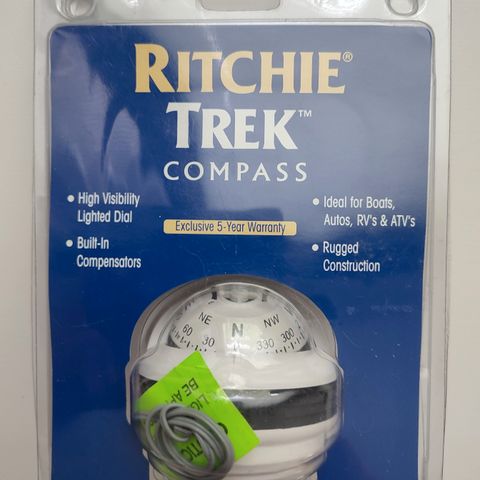 RITCHIE®
TREK™
COMPASS
• High Visibility
Lighted Dial
• Built-In
Compensators
Exclusive 5-Year Warranty
• Ideal for Boats,
Autos, RV's & ATV's
• Rugged
Construction
NE N NW
60 30 330 300